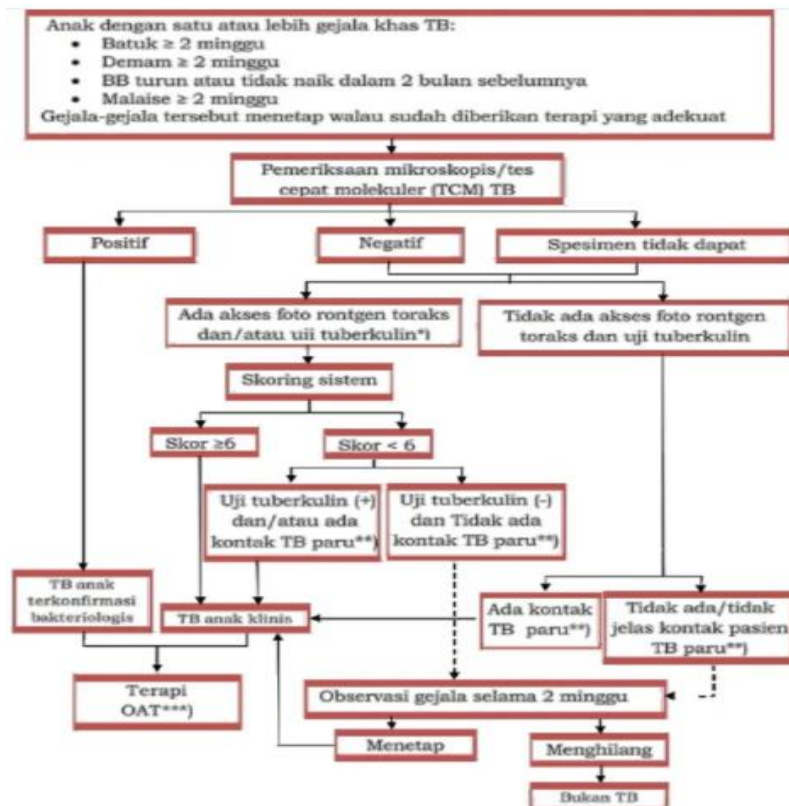 Anak dengan satu atau lebih gejala khas TB:
• Batuk ≥ 2 minggu
• Demam ≥ 2 minggu
• BB turun atau tidak naik dalam 2 bulan sebelumnya
• Malaise ≥ 2 minggu
Gejala-gejala tersebut menetap walau sudah diberikan terapi yang adekuat
Pemeriksaan mikroskopis/tes
cepat molekuler (TCM) TB
Positif
Negatif
Spesimen tidak dapat
Ada akses foto rontgen toraks
dan/atau uii tuberkulin*)
Tidak ada akses foto rontgen
toraks dan uji tuberkulin
Skoring sistem
Skor ≥6
Skor < 6
Uji tuberkulin (+)
dan/atau ada
kontak TB paru**)
Uji tuberkulin (-)
dan Tidak ada
kontak TB paru**)
TB anak
terkonfirmasi
bakteriologis
TB anak klinis
Ada kontak
TB paru**)
Tidak ada/tidak
jelas kontak pasien
TB paru**)
Terapi
OAT***)
Observasi gejala selama 2 minggu
Menetap
Menghilang
Bukan TB